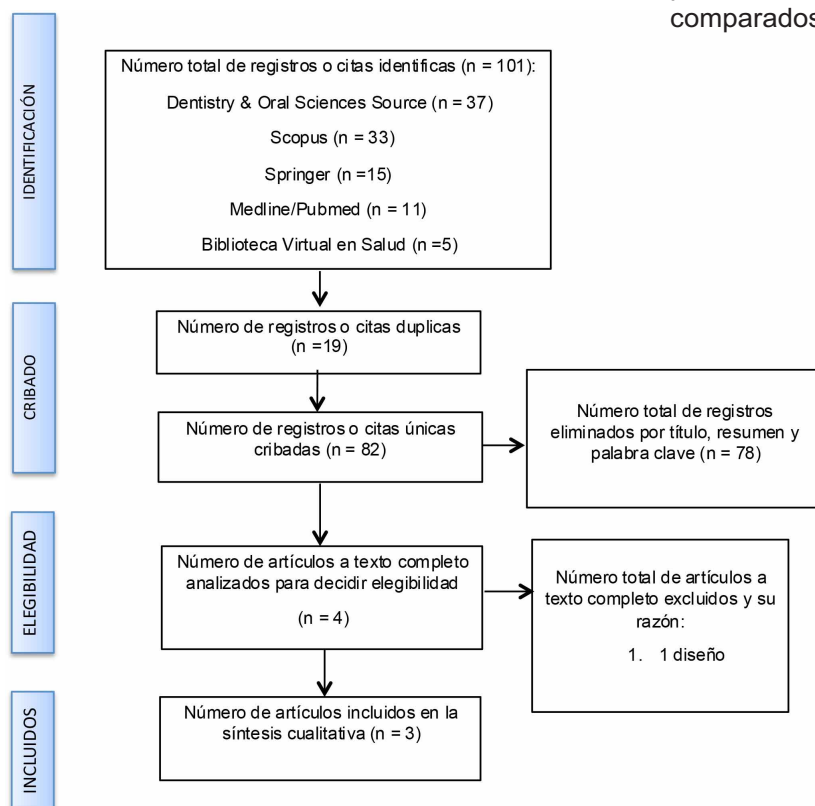 comparados
IDENTIFICACIÓN
Número total de registros o citas identificas (n = 101):
Dentistry & Oral Sciences Source (n = 37)
Scopus (n = 33)
Springer (n =15)
Medline/Pubmed (n = 11)
Biblioteca Virtual en Salud (n =5)
CRIBADO
Número de registros o citas duplicas
(n =19)
Número de registros o citas únicas
cribadas (n = 82)
Número total de registros
eliminados por título, resumen y
palabra clave (n = 78)
ELEGIBILIDAD
Número de artículos a texto completo
analizados para decidir elegibilidad
(n = 4)
Número total de artículos a
texto completo excluidos y su
razón:
1. 1 diseño
INCLUIDOS
Número de artículos incluidos en la
síntesis cualitativa (n = 3)